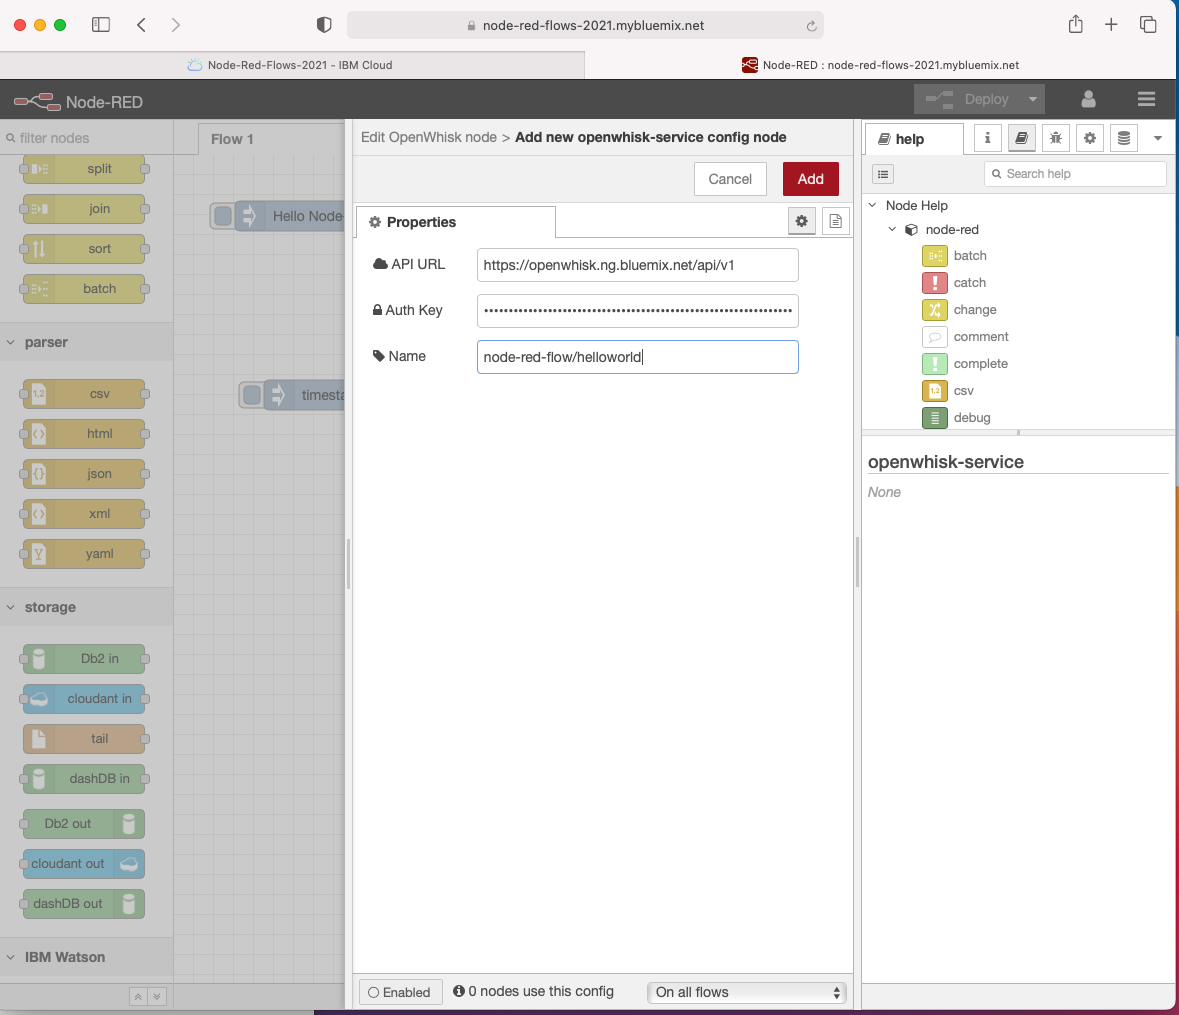 node-red-flows-2021.mybluemix.net
Node-Red-Flows-2021 - IBM Cloud
Node-RED : node-red-flows-2021.mybluemix.net
Node-RED
Deploy
filter nodes
split
join
sort
batch
parser
csv
html
json
xml
yaml
storage
Db2 in
cloudant in
tail
dashDB in
Db2 out
cloudant out
dashDB out
IBM Watson
Flow 1
Hello Node-
timesta
Edit OpenWhisk node > Add new openwhisk-service config node
Cancel
Add
Properties
API URL
https://openwhisk.ng.bluemix.net/api/v1
Auth Key
Name
node-red-flow/helloworld
Enabled
0 nodes use this config
On all flows
help
Search help
Node Help
node-red
batch
catch
change
comment
complete
csv
debug
openwhisk-service
None